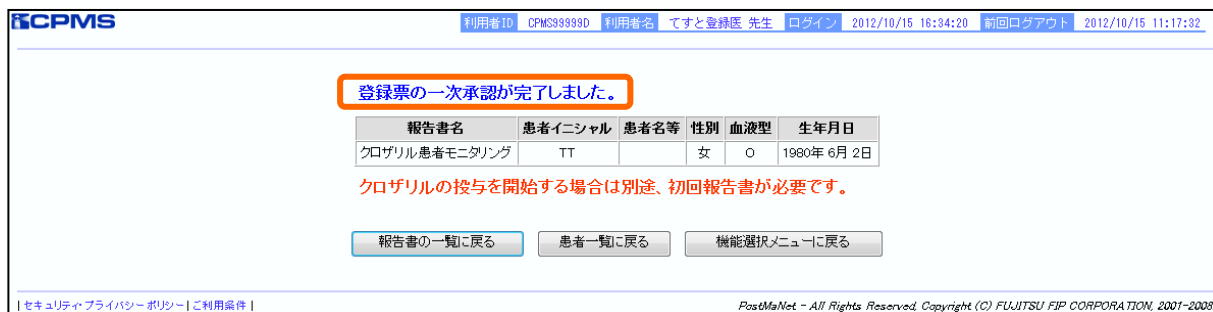 CPMS 利用者ID CPMS99999D 利用者名 てすと登録医 先生 ログイン 2012/10/15 16:34:20 前回ログアウト 2012/10/15 11:17:32
登録票の一次承認が完了しました。
報告書名 患者イニシャル 患者名等 性別 血液型 生年月日
クロザリル患者モニタリング TT 女 O 1980年 6月 2日
クロザリルの投与を開始する場合は別途、初回報告書が必要です。
報告書の一覧に戻る 患者一覧に戻る 機能選択メニューに戻る
|セキュリティ・プライバシーポリシー|ご利用条件| PostMaNet - All Rights Reserved, Copyright (C) FUJITSU FIP CORPORATION, 2001-2008